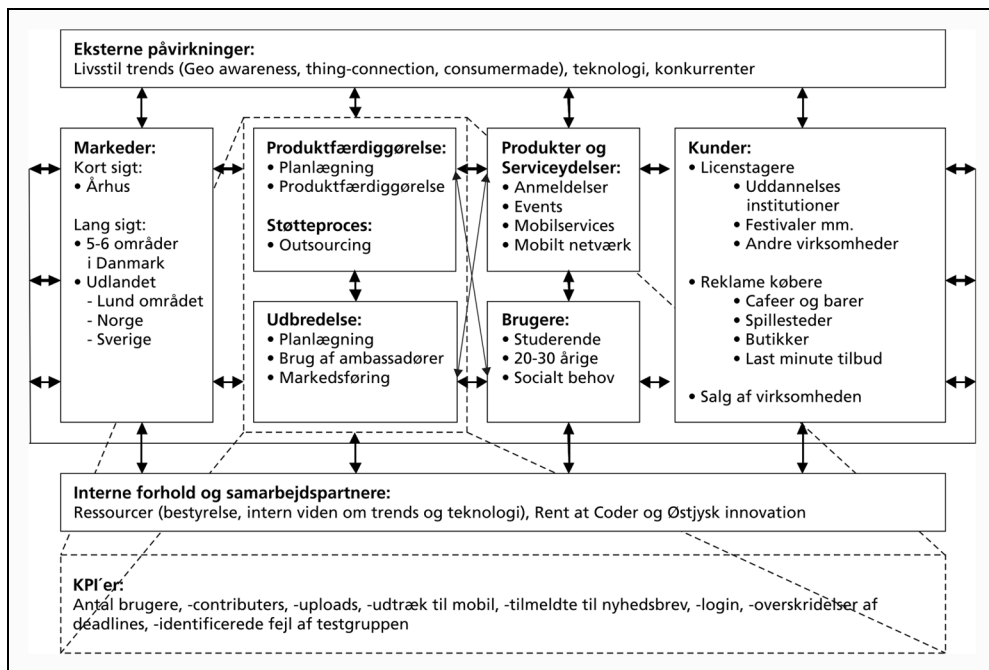 Eksterne påvirkninger:
Livsstil trends (Geo awareness, thing-connection, consumermade), teknologi, konkurrenter
Markeder:
Kort sigt:
• Århus
Lang sigt:
• 5-6 områder
i Danmark
• Udlandet
- Lund området
- Norge
- Sverige
Produktfærdiggørelse:
• Planlægning
• Produktfærdiggørelse
Støtteproces:
• Outsourcing
Udbredelse:
• Planlægning
• Brug af ambassadører
• Markedsføring
Produkter og
Serviceydelser:
• Anmeldelser
• Events
• Mobilservices
• Mobilt netværk
Brugere:
• Studerende
• 20-30 årige
• Socialt behov
Kunder:
• Licenstagere
• Uddannelses
institutioner
• Festivaler mm.
• Andre virksomheder
• Reklame købere
• Cafeer og barer
• Spillesteder
• Butikker
• Last minute tilbud
• Salg af virksomheden
Interne forhold og samarbejdspartnere:
Ressourcer (bestyrelse, intern viden om trends og teknologi), Rent at Coder og Østjysk innovation
KPI´er:
Antal brugere, -contributers, -uploads, -udtræk til mobil, -tilmeldte til nyhedsbrev, -login, -overskridelser af
deadlines, -identificerede fejl af testgruppen